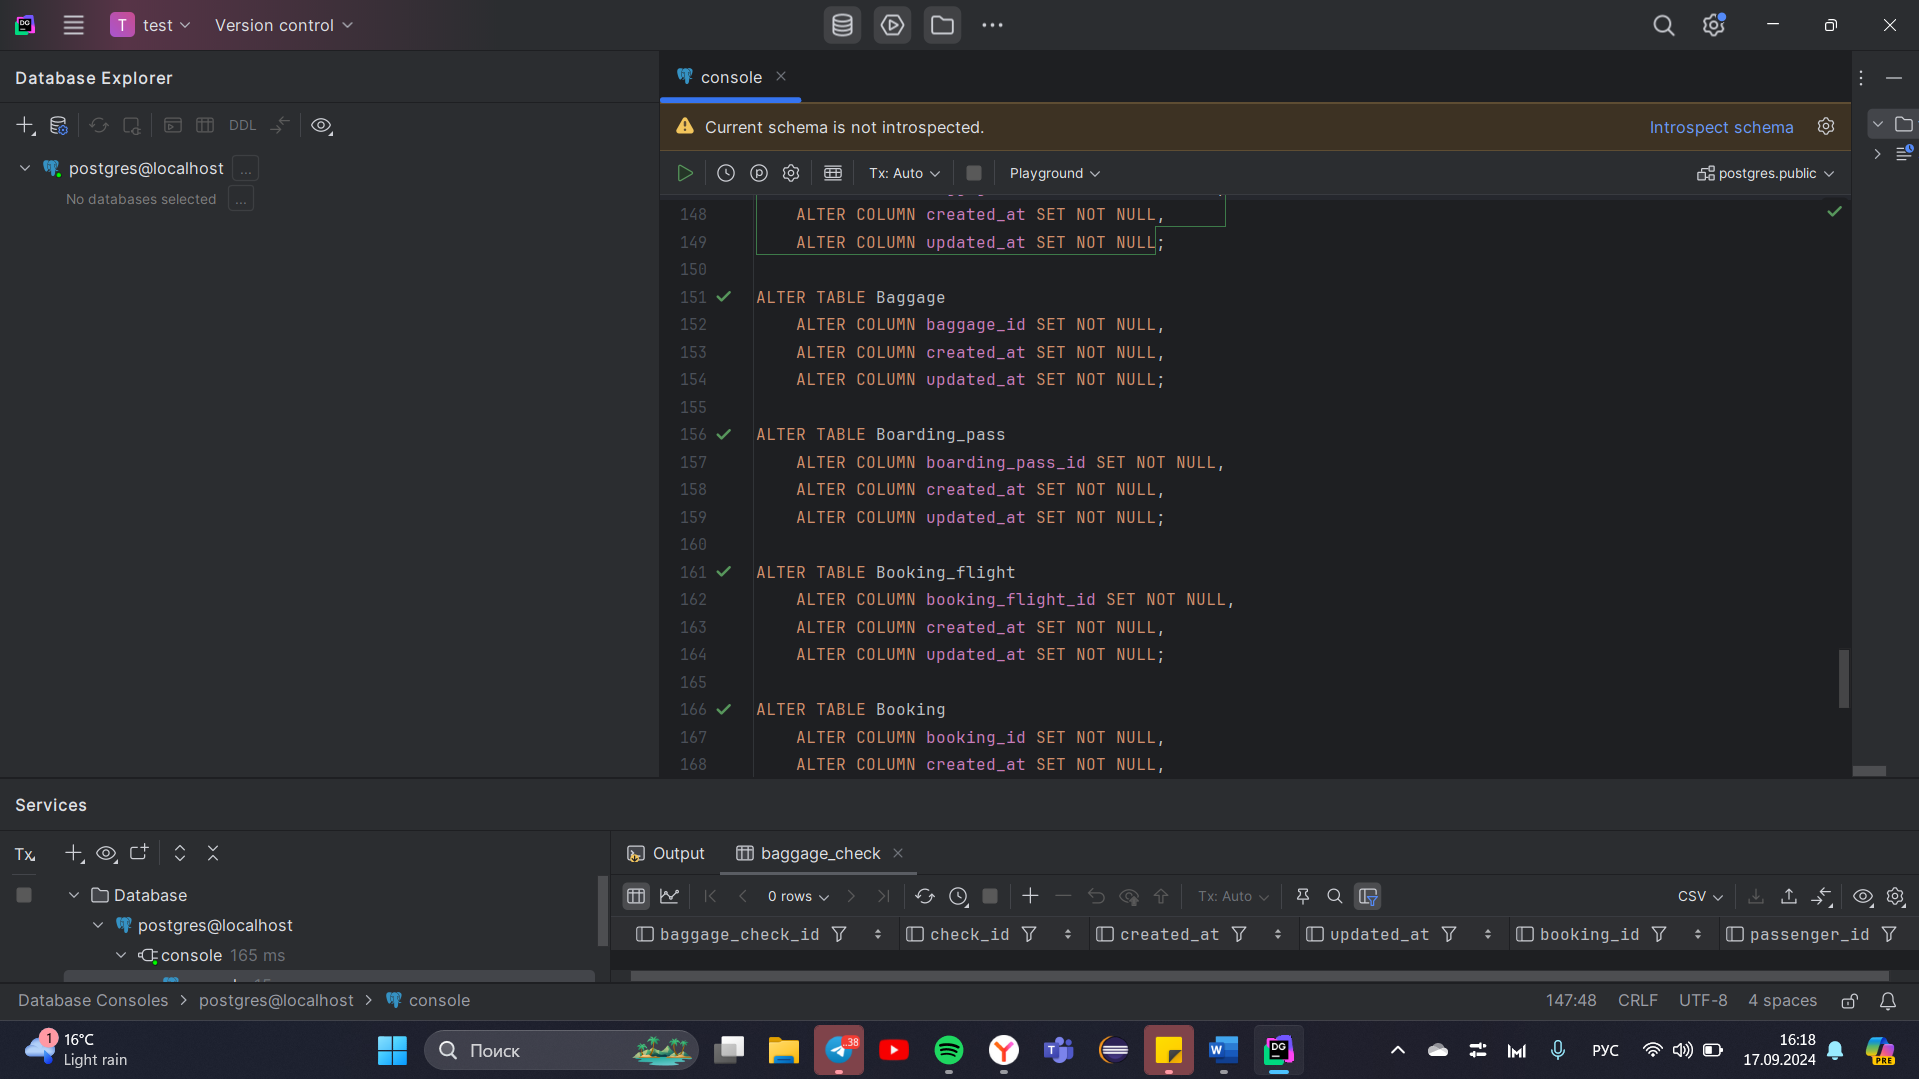 T test Version control
Database Explorer
DDL
postgres@localhost ...
No databases selected ...
console
Current schema is not introspected. Introspect schema
Tx: Auto Playground postgres.public
148 ALTER COLUMN created_at SET NOT NULL,
149 ALTER COLUMN updated_at SET NOT NULL;
150
151 ALTER TABLE Baggage
152 ALTER COLUMN baggage_id SET NOT NULL,
153 ALTER COLUMN created_at SET NOT NULL,
154 ALTER COLUMN updated_at SET NOT NULL;
155
156 ALTER TABLE Boarding_pass
157 ALTER COLUMN boarding_pass_id SET NOT NULL,
158 ALTER COLUMN created_at SET NOT NULL,
159 ALTER COLUMN updated_at SET NOT NULL;
160
161 ALTER TABLE Booking_flight
162 ALTER COLUMN booking_flight_id SET NOT NULL,
163 ALTER COLUMN created_at SET NOT NULL,
164 ALTER COLUMN updated_at SET NOT NULL;
165
166 ALTER TABLE Booking
167 ALTER COLUMN booking_id SET NOT NULL,
168 ALTER COLUMN created_at SET NOT NULL,
Services
Tx
Database
postgres@localhost
console 165 ms
Output baggage_check
0 rows Tx: Auto CSV
baggage_check_id check_id created_at updated_at booking_id passenger_id
Database Consoles > postgres@localhost > console
147:48 CRLF UTF-8 4 spaces
1 16°C
Light rain
Поиск
38
DG
РУС
16:18
17.09.2024
PRE